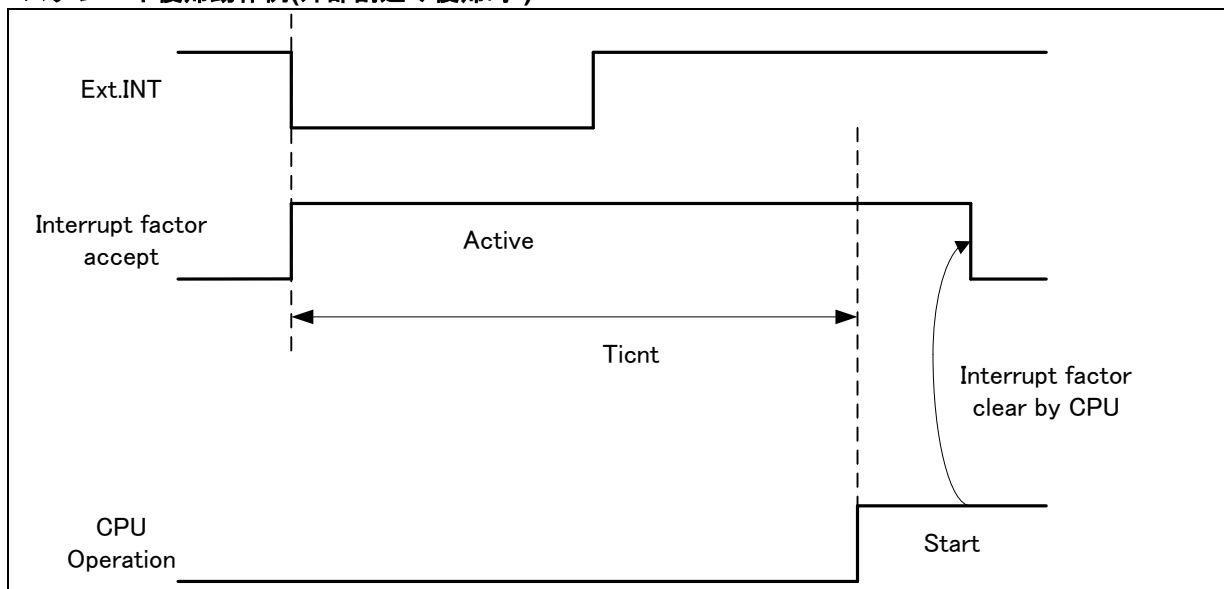 Ext.INT
Interrupt factor
accept
Active
Ticnt
Interrupt factor
clear by CPU
CPU
Operation
Start